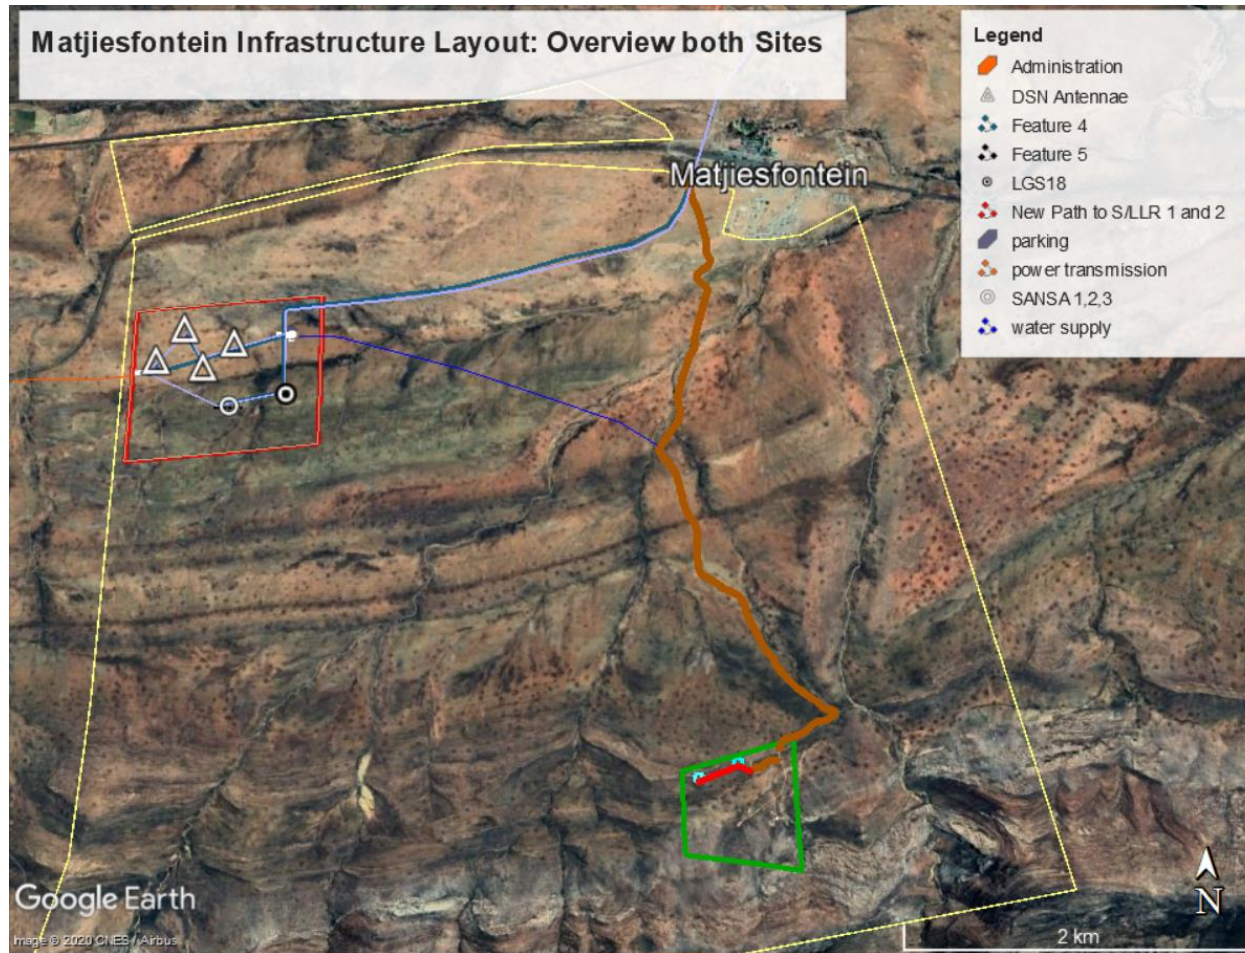 Matjiesfontein Infrastructure Layout: Overview both Sites
Legend
Administration
DSN Antennae
Feature 4
Feature 5
LGS18
New Path to S/LLR 1 and 2
parking
power transmission
SANSA 1,2,3
water supply
Matjiesfontein
Google Earth
Image © 2020 CNES / Airbus
N
2 km